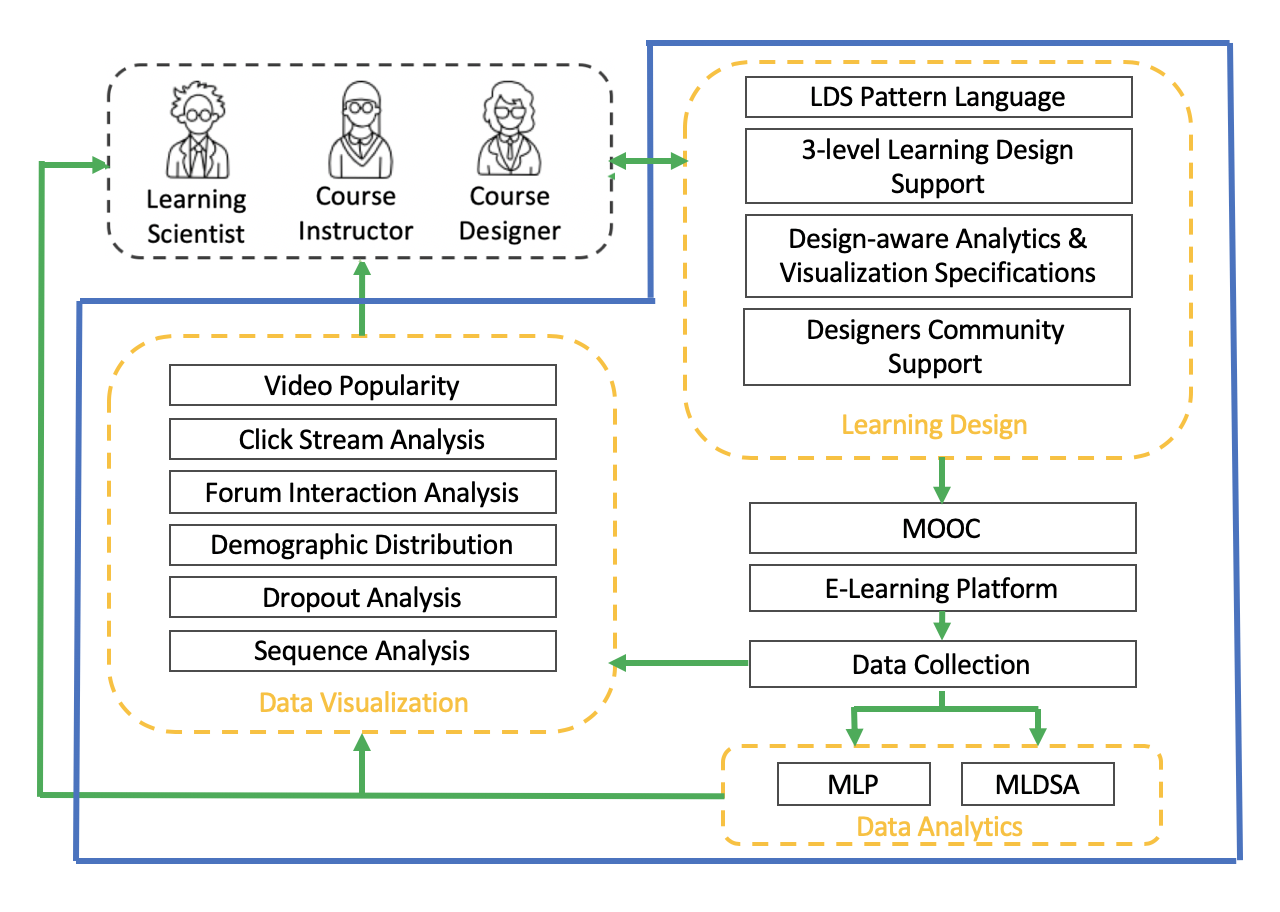 Learning
Scientist
Course
Instructor
Course
Designer
LDS Pattern Language
3-level Learning Design
Support
Design-aware Analytics &
Visualization Specifications
Designers Community
Support
Learning Design
Video Popularity
Click Stream Analysis
Forum Interaction Analysis
Demographic Distribution
Dropout Analysis
Sequence Analysis
Data Visualization
MOOC
E-Learning Platform
Data Collection
MLP
MLDSA
Data Analytics